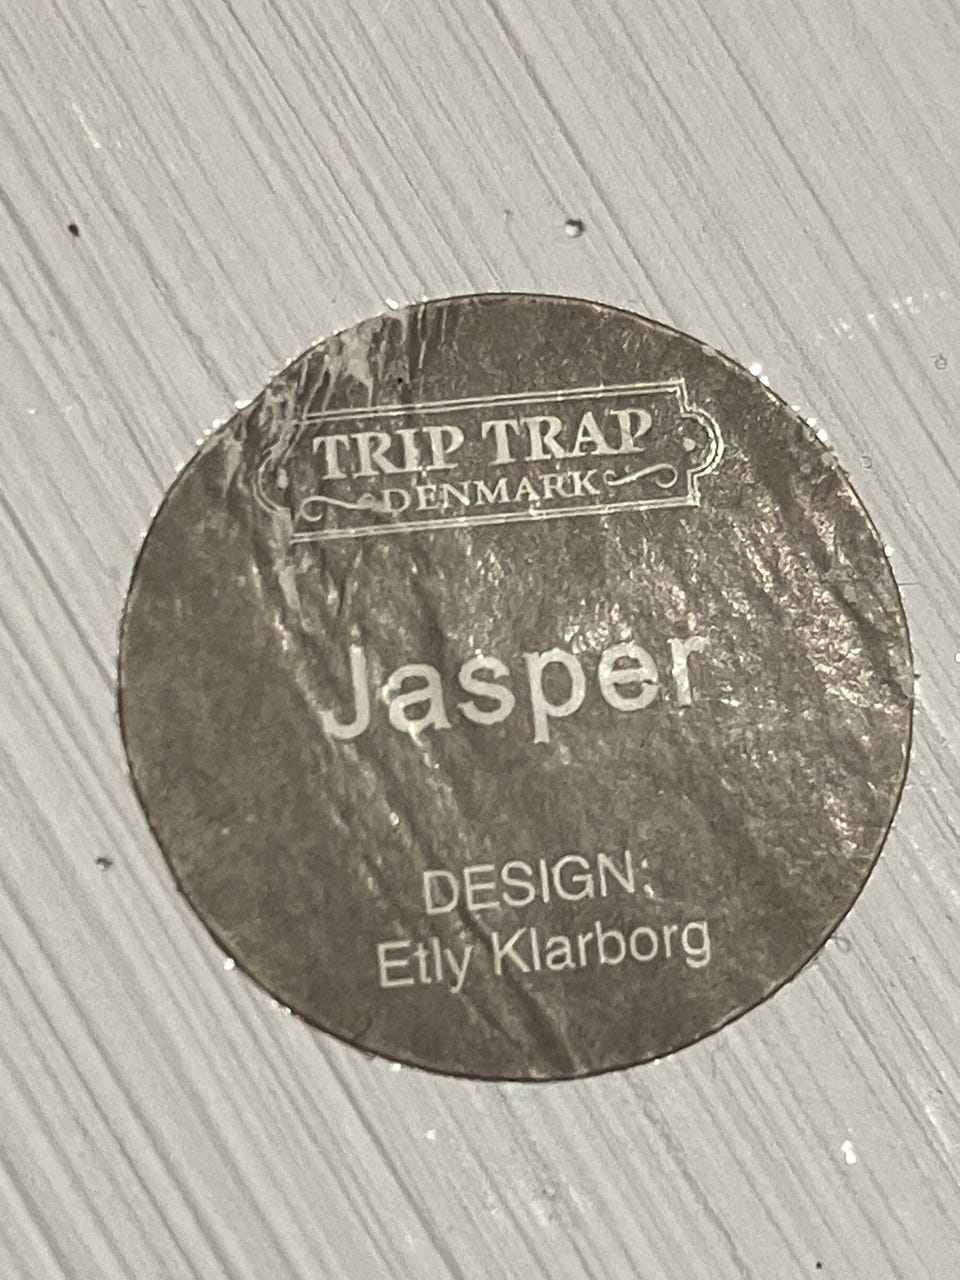 TRIP TRAP
DENMARK
Jasper
DESIGN:
Etly Klarborg